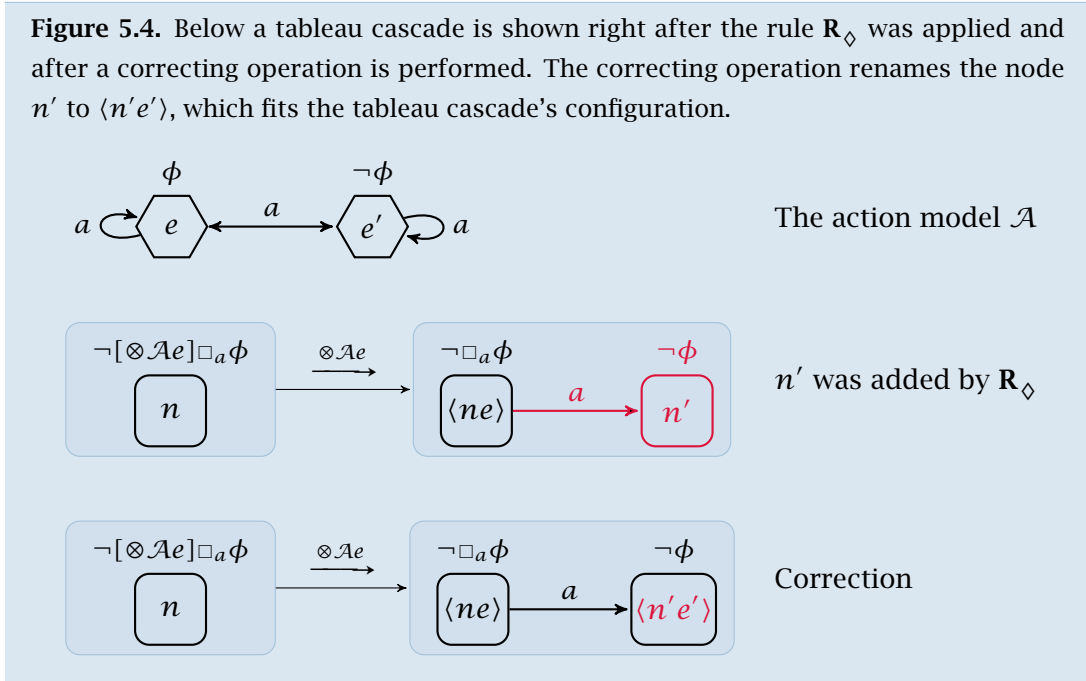 Figure 5.4. Below a tableau cascade is shown right after the rule R◇ was applied and
after a correcting operation is performed. The correcting operation renames the node
n′ to ⟨n′e′⟩, which fits the tableau cascade's configuration.
ϕ ¬ϕ
a e a e′ a The action model 𝒜
¬[⊗𝒜e]□ₐϕ ⊗𝒜e ¬□ₐϕ ¬ϕ
n ⟨ne⟩ a n′ n′ was added by R◇
¬[⊗𝒜e]□ₐϕ ⊗𝒜e ¬□ₐϕ ¬ϕ
n ⟨ne⟩ a ⟨n′e′⟩ Correction